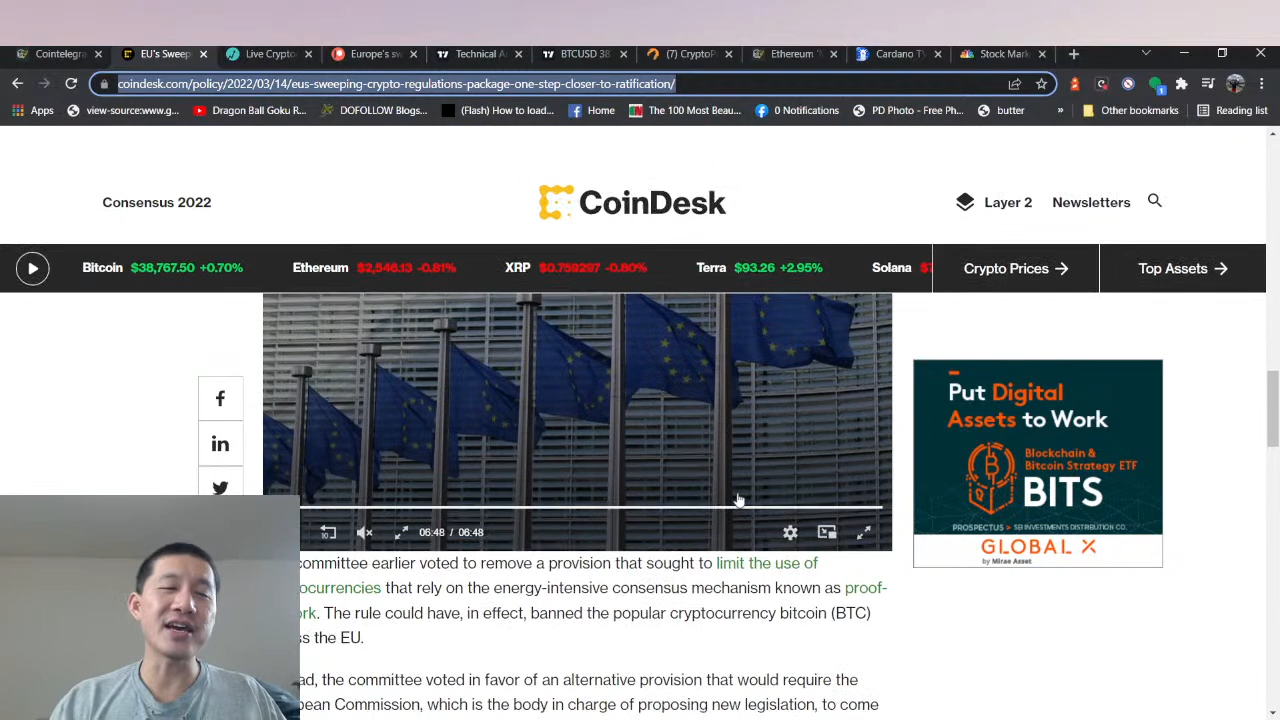 Cointelegra
EU's Sweep
Live Crypto
Europe's sw
Technical A
BTCUSD 38
(7) CryptoP
Ethereum 'M
Cardano TV
Stock Mark
coindesk.com/policy/2022/03/14/eus-sweeping-crypto-regulations-package-one-step-closer-to-ratification/
Apps
view-source:www.g...
Dragon Ball Goku R...
DOFOLLOW Blogs...
(Flash) How to load...
Home
The 100 Most Beau...
0 Notifications
PD Photo - Free Ph...
butter
»
Other bookmarks
Reading list
Consensus 2022
CoinDesk
Layer 2
Newsletters
Bitcoin $38,767.50 +0.70%
Ethereum $2,546.13 -0.81%
XRP $0.759297 -0.80%
Terra $93.26 +2.95%
Solana
Crypto Prices →
Top Assets →
10
06:48 / 06:48
Put Digital
Assets to Work
Blockchain &
Bitcoin Strategy ETF
BITS
PROSPECTUS > SEI INVESTMENTS DISTRIBUTION CO.
GLOBAL X
by Mirae Asset
committee earlier voted to remove a provision that sought to limit the use of
ocurrencies that rely on the energy-intensive consensus mechanism known as proof-
rk. The rule could have, in effect, banned the popular cryptocurrency bitcoin (BTC)
s the EU.
ad, the committee voted in favor of an alternative provision that would require the
pean Commission, which is the body in charge of proposing new legislation, to come